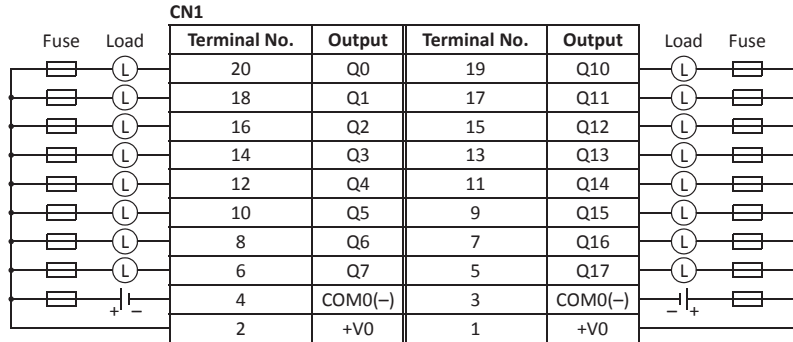 CN1
Fuse Load Terminal No. Output Terminal No. Output Load Fuse
L 20 Q0 19 Q10 L
L 18 Q1 17 Q11 L
L 16 Q2 15 Q12 L
L 14 Q3 13 Q13 L
L 12 Q4 11 Q14 L
L 10 Q5 9 Q15 L
L 8 Q6 7 Q16 L
L 6 Q7 5 Q17 L
+ – 4 COM0(–) 3 COM0(–) – +
2 +V0 1 +V0